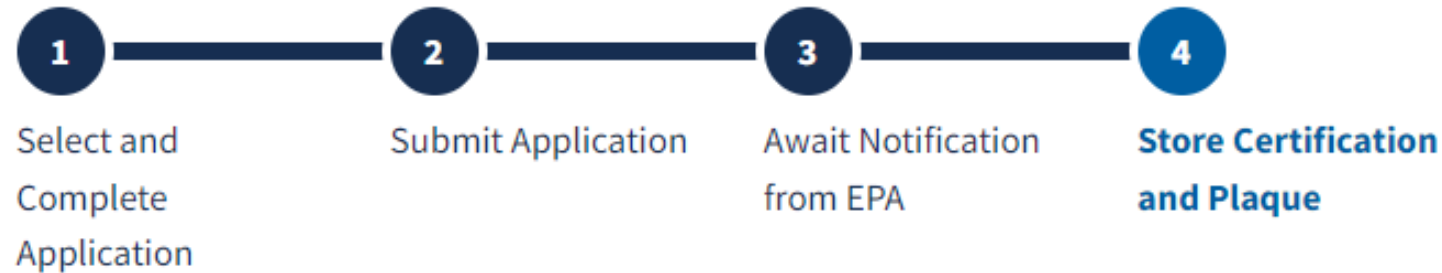 1
2
3
4
Select and
Complete
Application
Submit Application
Await Notification
from EPA
Store Certification
and Plaque